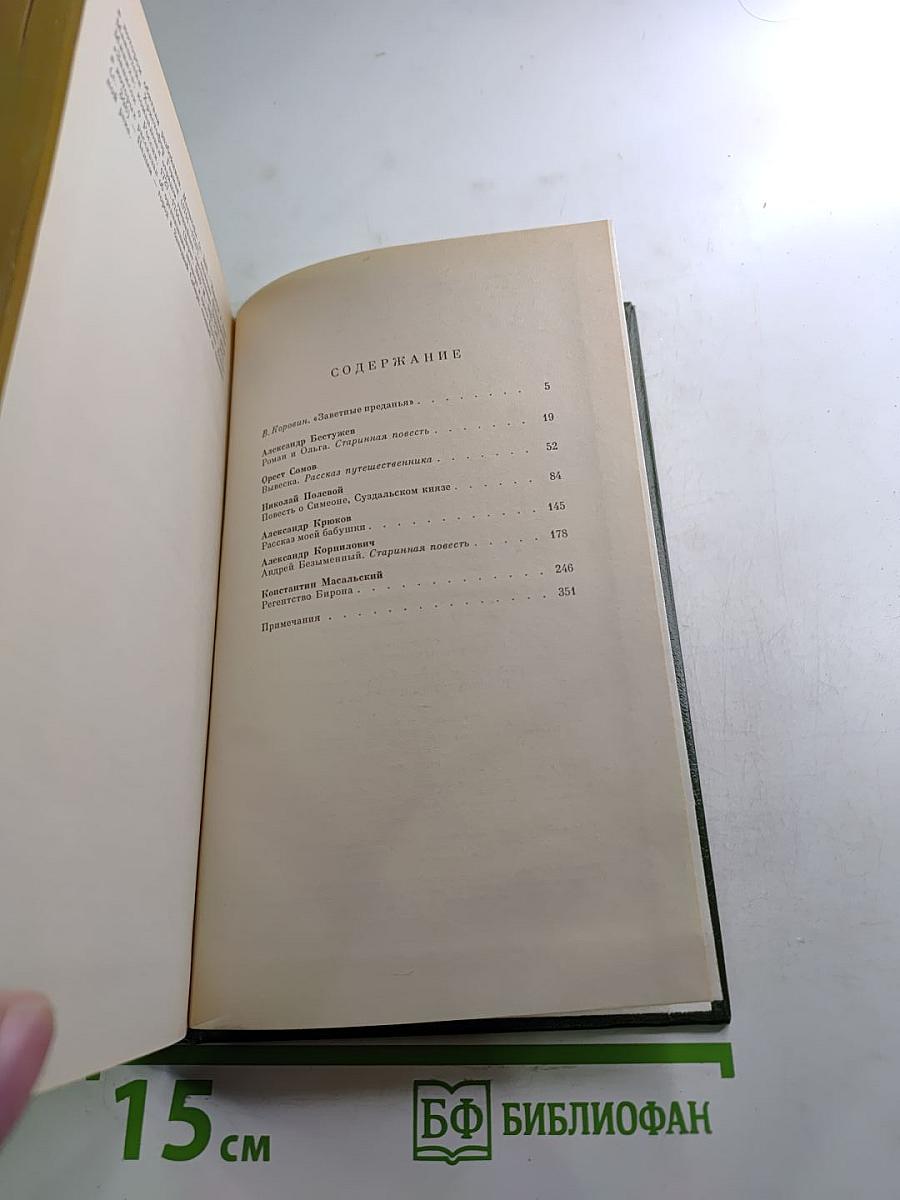 СОДЕРЖАНИЕ
В. Коровин. «Заветные преданья» . . . . . . . . 5
Александр Бестужев
Роман и Ольга. Старинная повесть . . . . . . . 19
Орест Сомов
Вывеска. Рассказ путешественника . . . . . . . 52
Николай Полевой
Повесть о Симеоне, Суздальском князе . . . . . . 84
Александр Крюков
Рассказ моей бабушки . . . . . . . . . . . . 145
Александр Корнилович
Андрей Безыменный. Старинная повесть . . . . . 178
Константин Масальский
Регентство Бирона . . . . . . . . . . . . . 246
Примечания . . . . . . . . . . . . . . . 351
15 см
БФ БИБЛИОФАН